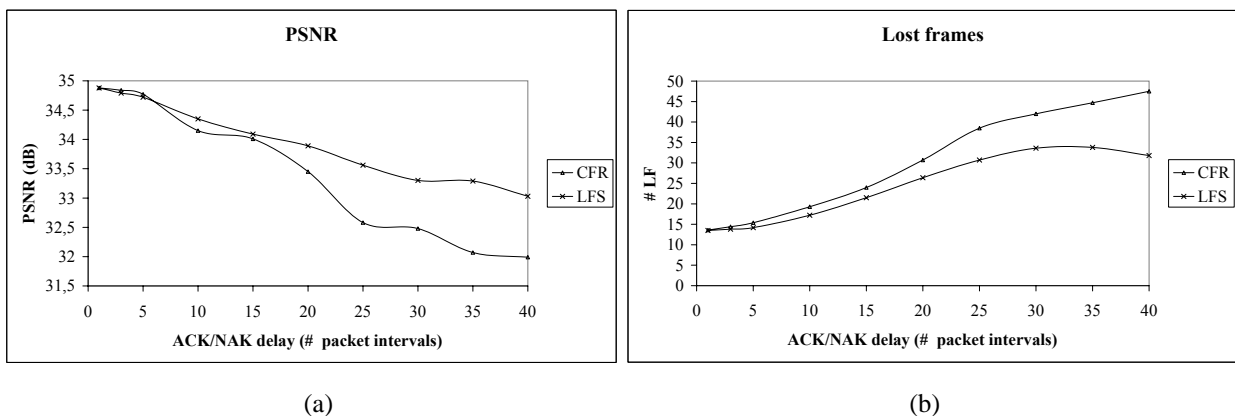 PSNR
PSNR (dB)
35
34,5
34
33,5
33
32,5
32
31,5
0 5 10 15 20 25 30 35 40
ACK/NAK delay (# packet intervals)
CFR
LFS
(a)
Lost frames
# LF
50
45
40
35
30
25
20
15
10
5
0
0 5 10 15 20 25 30 35 40
ACK/NAK delay (# packet intervals)
CFR
LFS
(b)